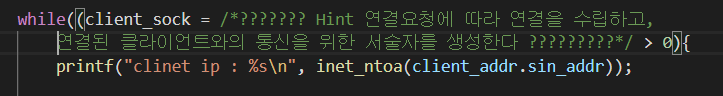 while((client_sock = /*??????? Hint 연결요청에 따라 연결을 수립하고,
연결된 클라이언트와의 통신을 위한 서술자를 생성한다 ?????????*/ > 0){
printf("clinet ip : %s\n", inet_ntoa(client_addr.sin_addr));